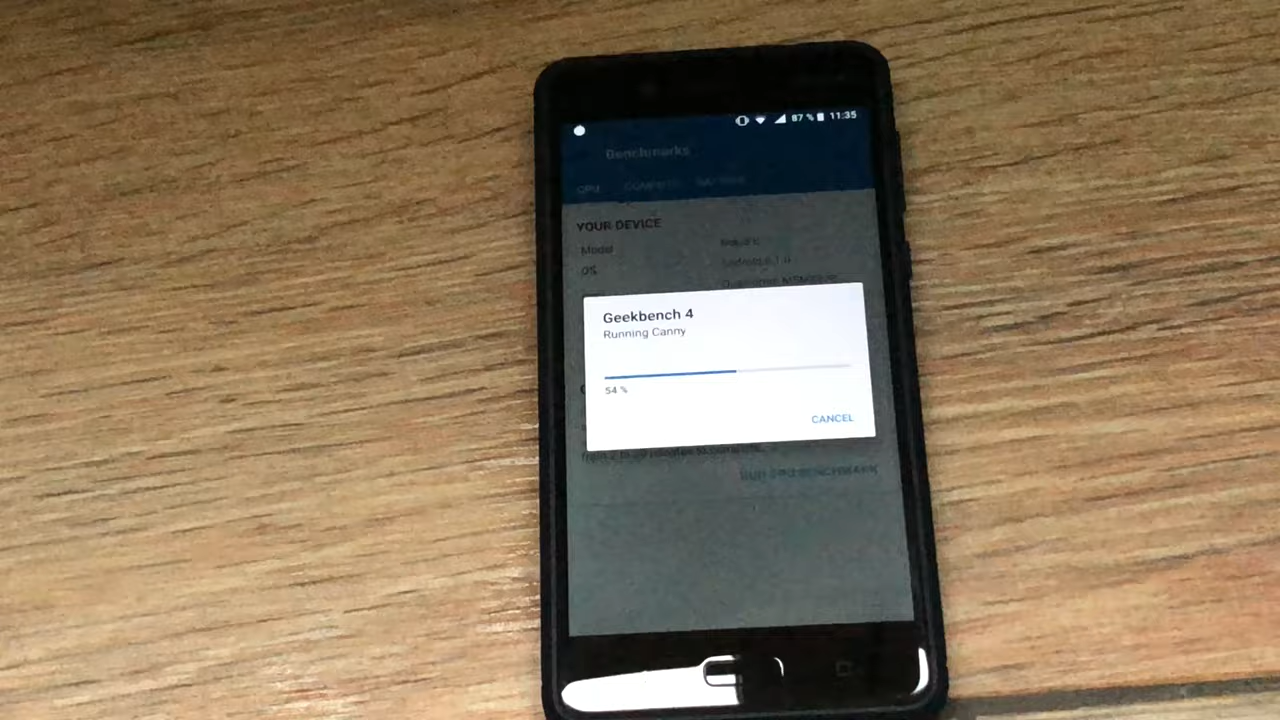 87 % 11:35
Benchmarks
CPU COMPUTE BATTERY
YOUR DEVICE
Model
OS
Geekbench 4
Running Canny
54 %
CANCEL
RUN CPU BENCHMARK